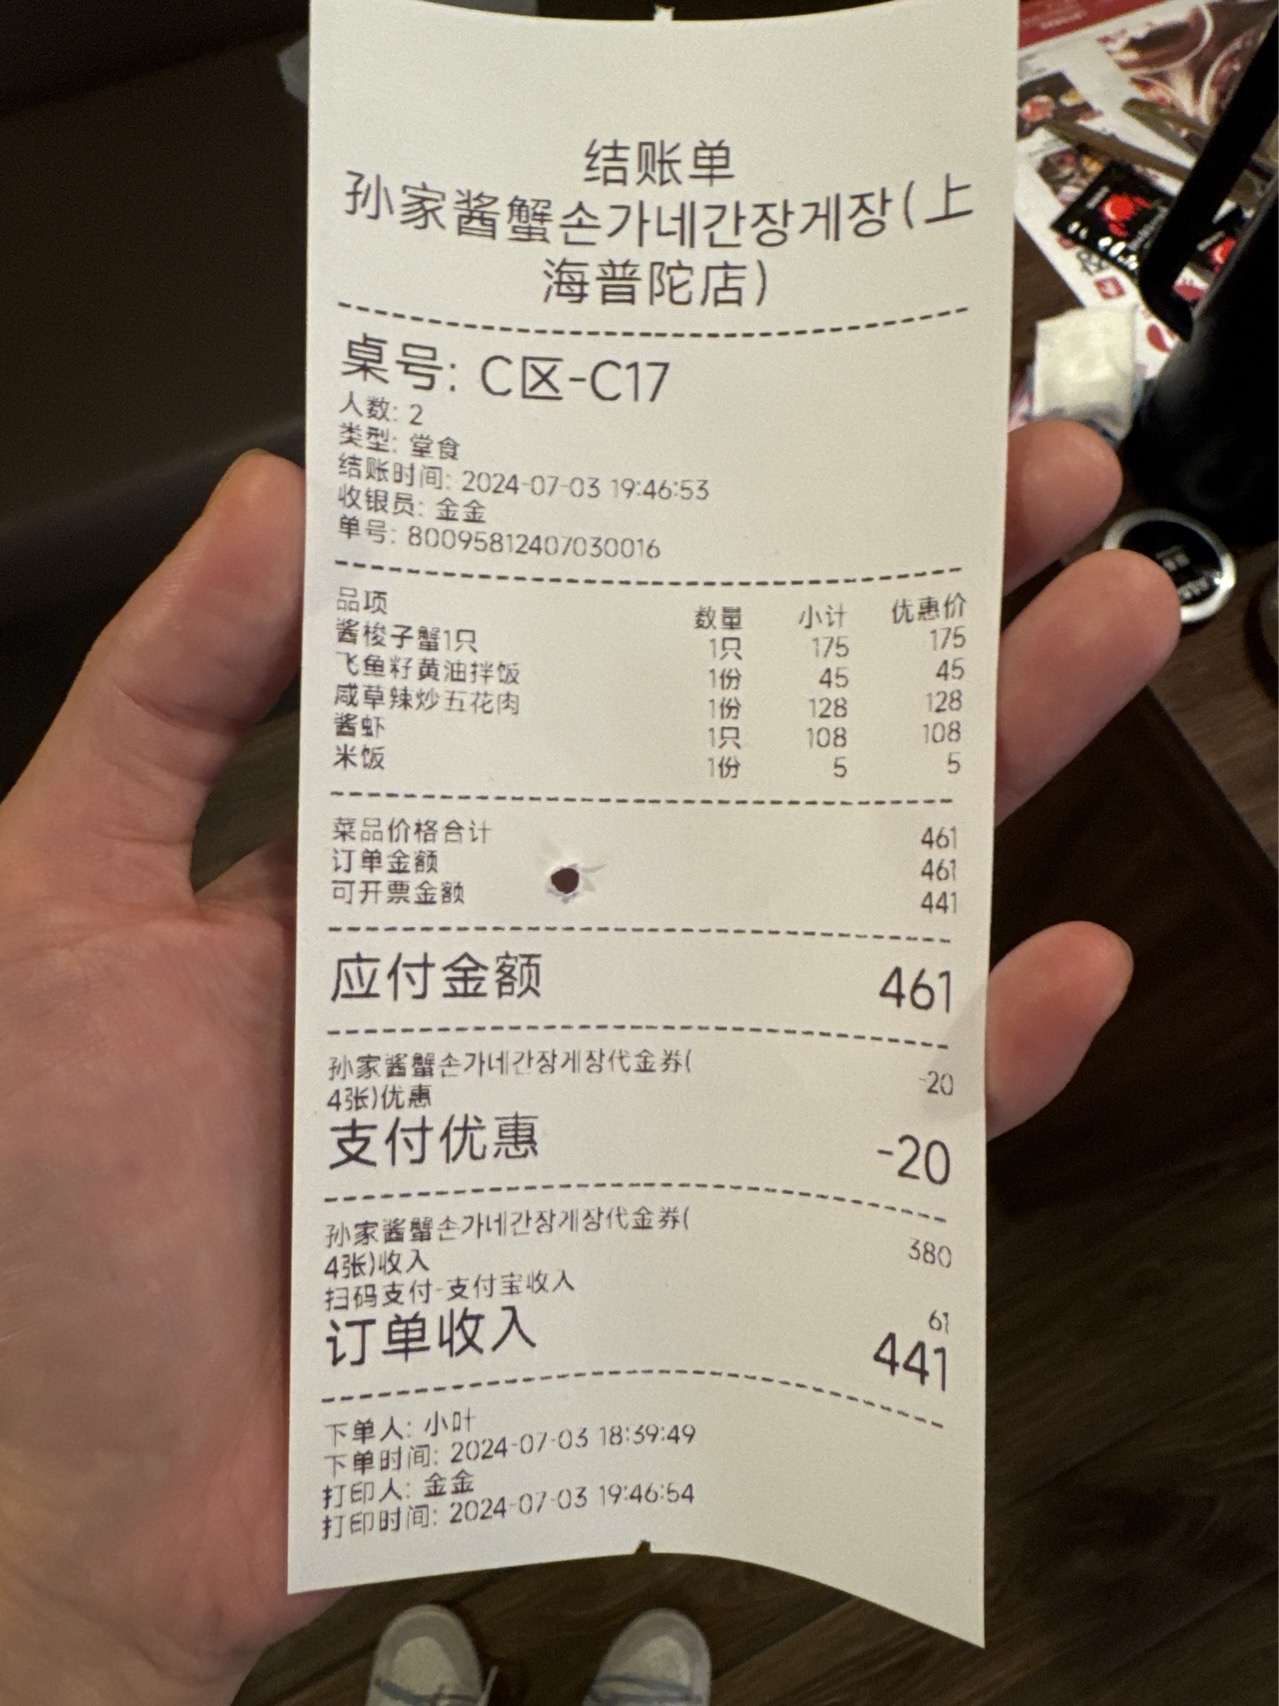 结账单
孙家酱蟹손가네간장게장(上
海普陀店)
桌号: C区-C17
人数: 2
类型: 堂食
结账时间: 2024-07-03 19:46:53
收银员: 金金
单号: 80095812407030016
品项 数量 小计 优惠价
酱梭子蟹1只 1只 175 175
飞鱼籽黄油拌饭 1份 45 45
咸草辣炒五花肉 1份 128 128
酱虾 1只 108 108
米饭 1份 5 5
菜品价格合计 461
订单金额 461
可开票金额 441
应付金额 461
孙家酱蟹손가네간장게장代金券( -20
4张)优惠
支付优惠 -20
孙家酱蟹손가네간장게장代金券( 380
4张)收入
扫码支付-支付宝收入 61
订单收入 441
下单人: 小叶
下单时间: 2024-07-03 18:39:49
打印人: 金金
打印时间: 2024-07-03 19:46:54